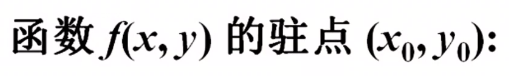 函数 f(x, y) 的驻点 (x₀, y₀):